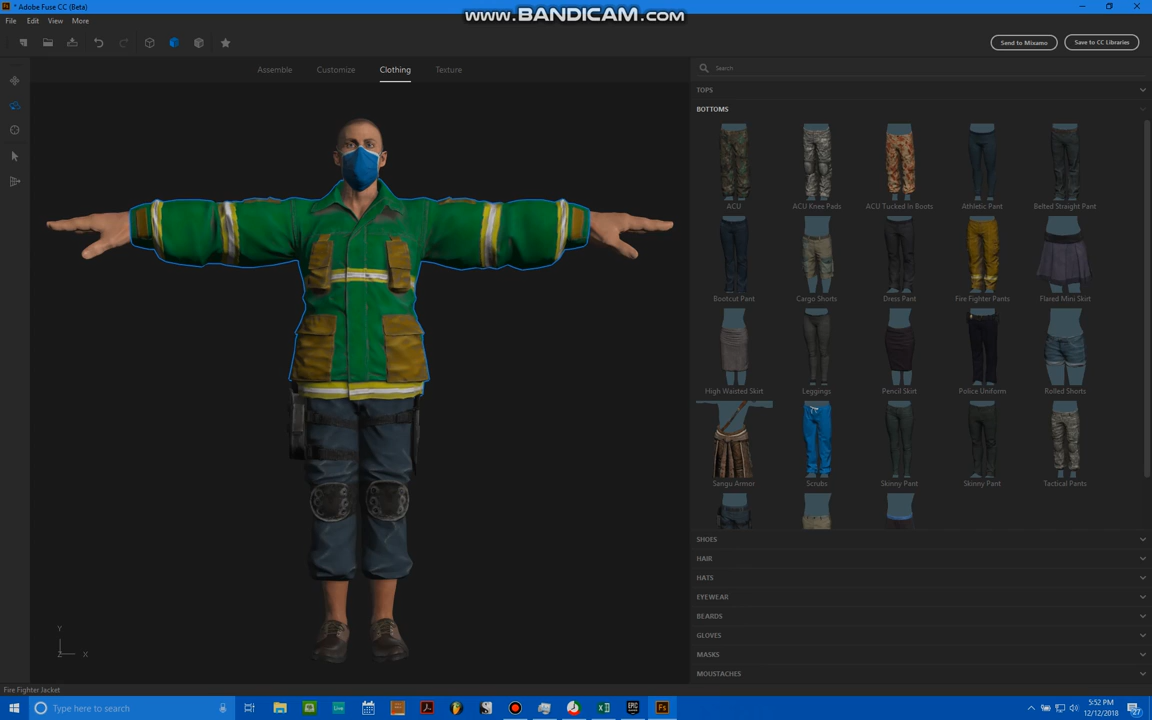 * Adobe Fuse CC (Beta)
www.BANDICAM.com
File Edit View More
Send to Mixamo
Save to CC Libraries
Assemble Customize Clothing Texture
Search
TOPS
BOTTOMS
ACU ACU Knee Pads ACU Tucked In Boots Athletic Pant Belted Straight Pant
Bootcut Pant Cargo Shorts Dress Pant Fire Fighter Pants Flared Mini Skirt
High Waisted Skirt Leggings Pencil Skirt Police Uniform Rolled Shorts
Sangu Armor Scrubs Skinny Pant Skinny Pant Tactical Pants
SHOES
HAIR
HATS
EYEWEAR
BEARDS
GLOVES
MASKS
MOUSTACHES
Y
Z X
Fire Fighter Jacket
Type here to search
5:52 PM
12/12/2018
27